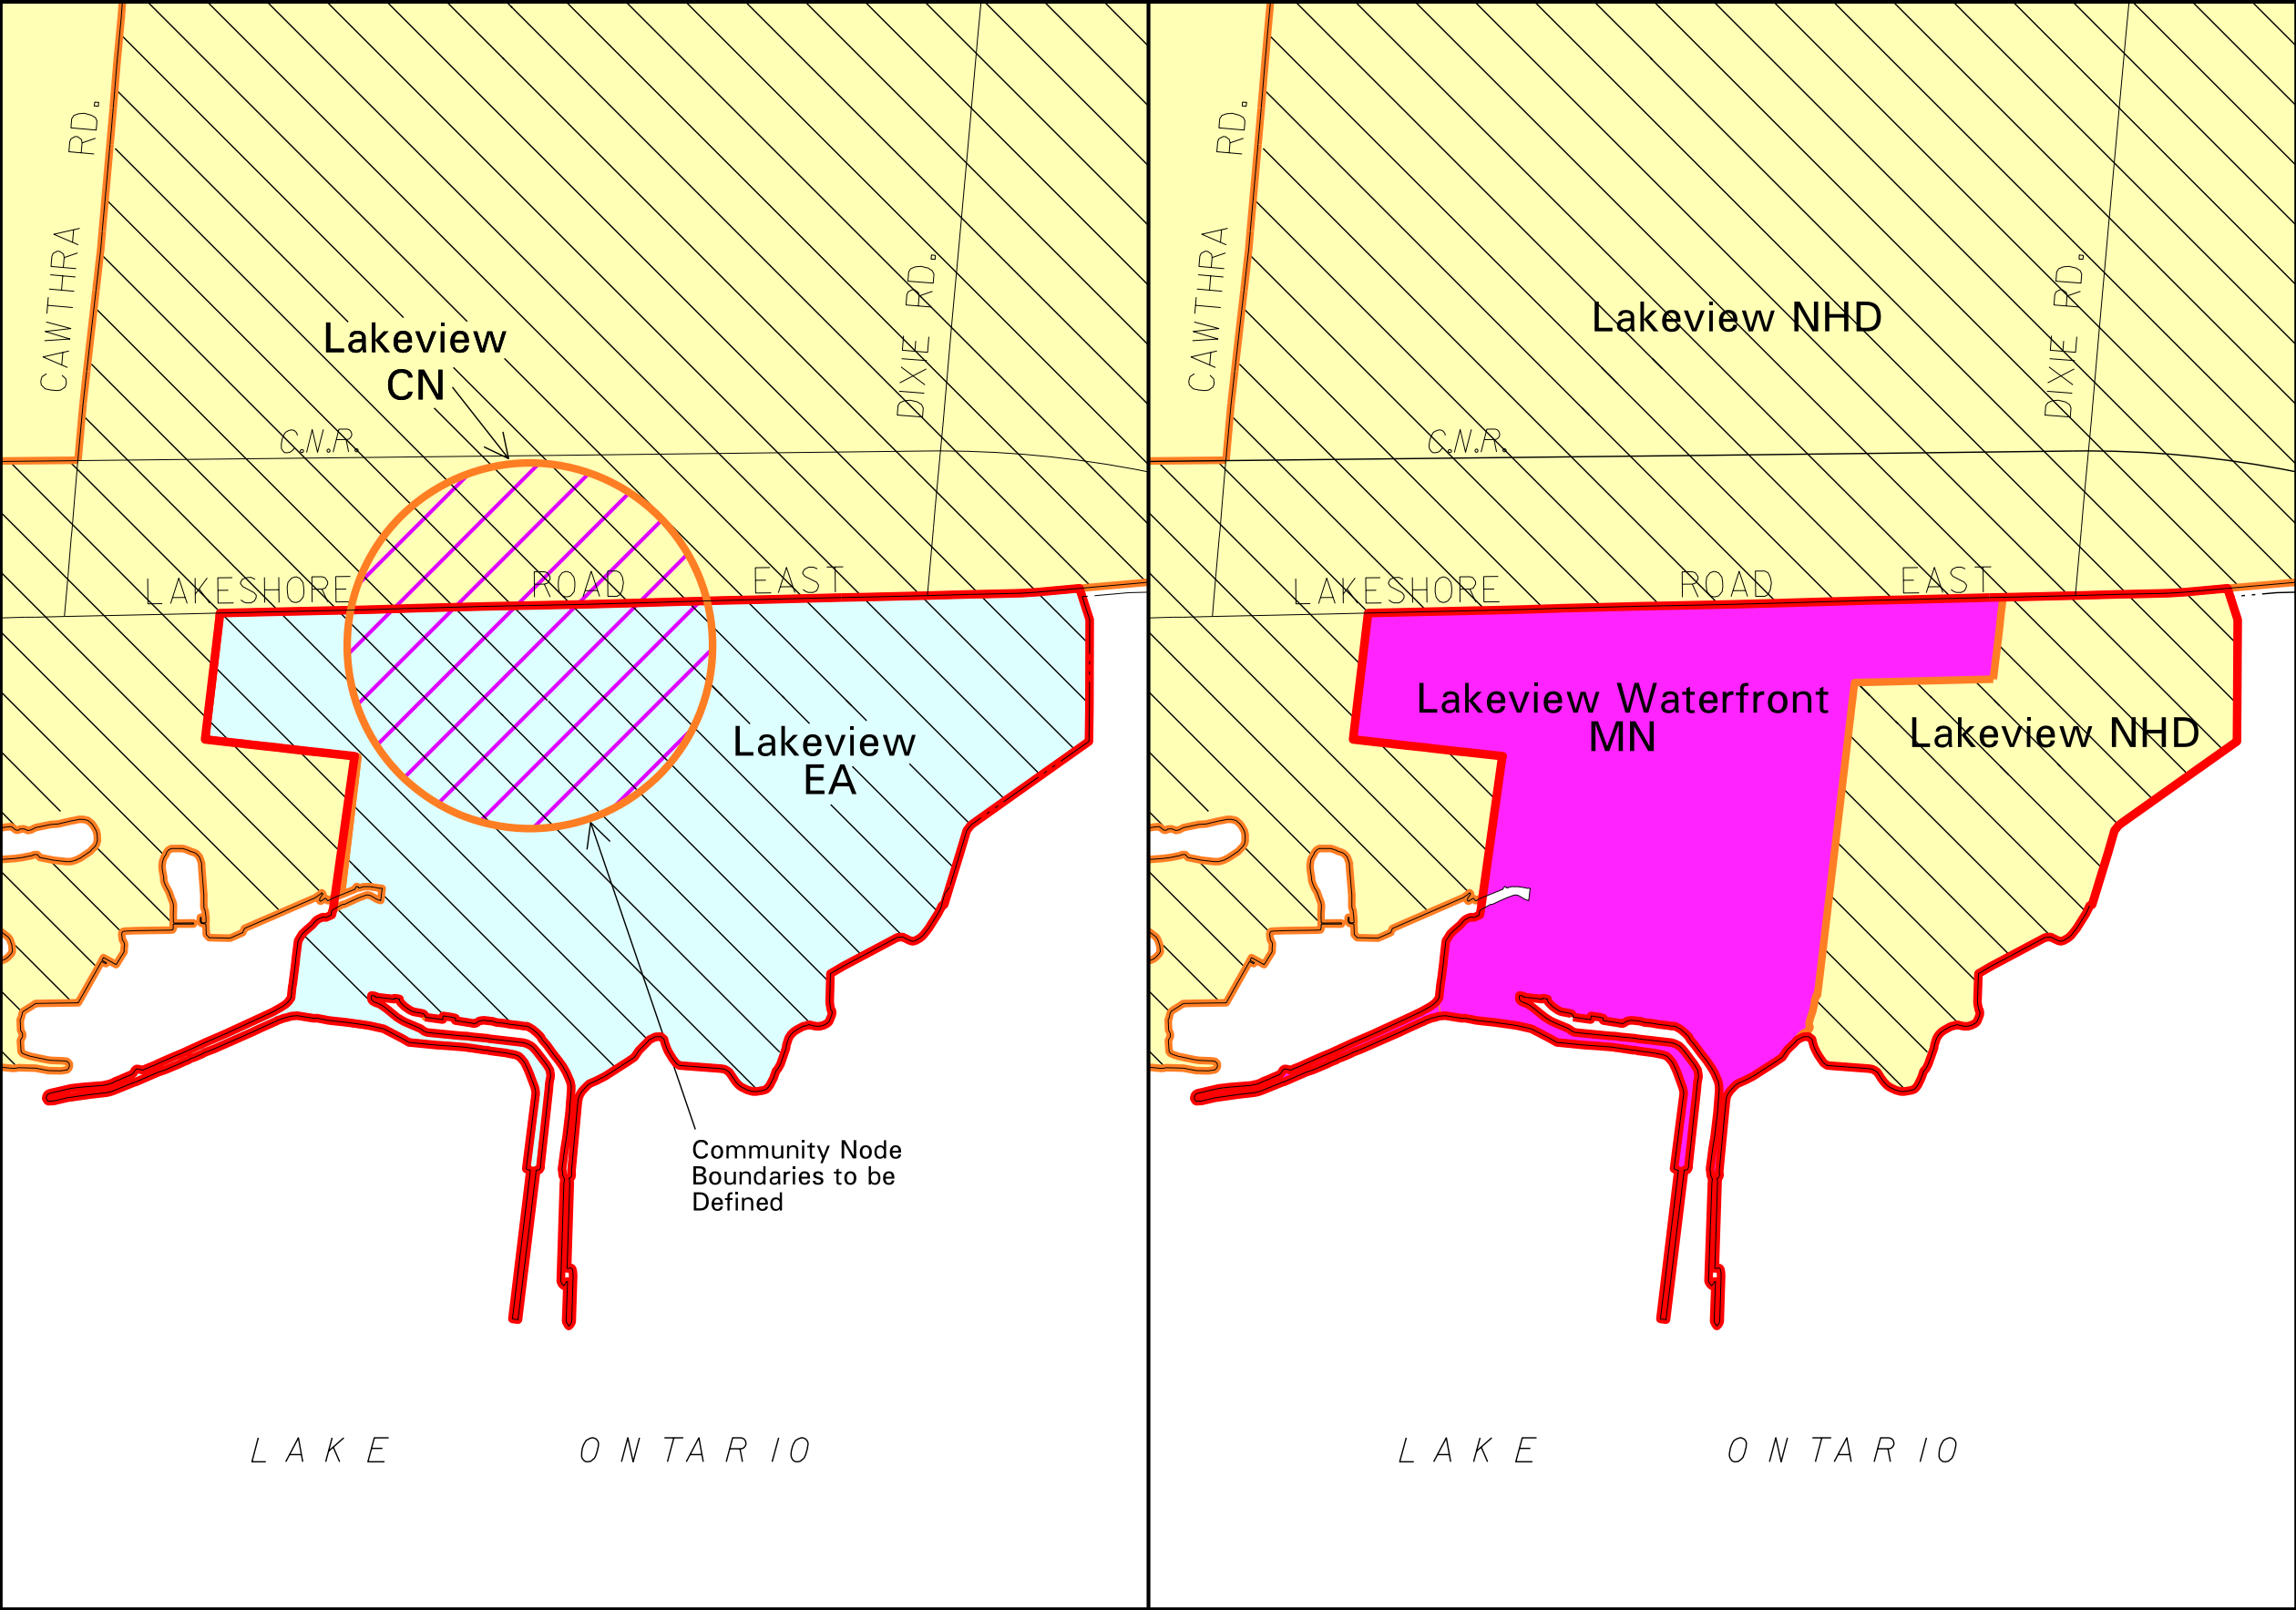 CAWTHRA RD.
Lakeview
CN
DIXIE RD.
C.N.R.
LAKESHORE ROAD EAST
Lakeview
EA
Community Node
Boundaries to be
Defined
LAKE ONTARIO
CAWTHRA RD.
Lakeview NHD
DIXIE RD.
C.N.R.
LAKESHORE ROAD EAST
Lakeview Waterfront
MN
Lakeview NHD
LAKE ONTARIO